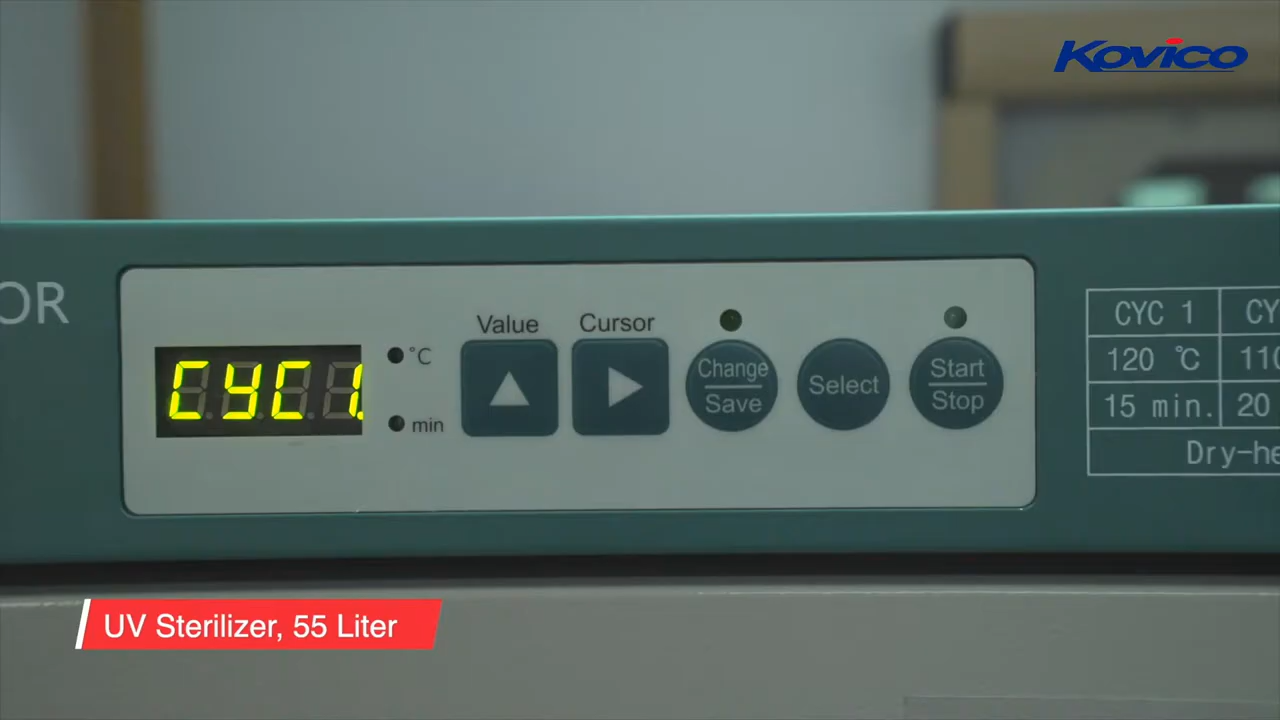 Kovico
OR
CYC1.
°C
min
Value
Cursor
Change
Save
Select
Start
Stop
CYC 1
CY
120 ℃
110
15 min.
20
Dry-he
UV Sterilizer, 55 Liter